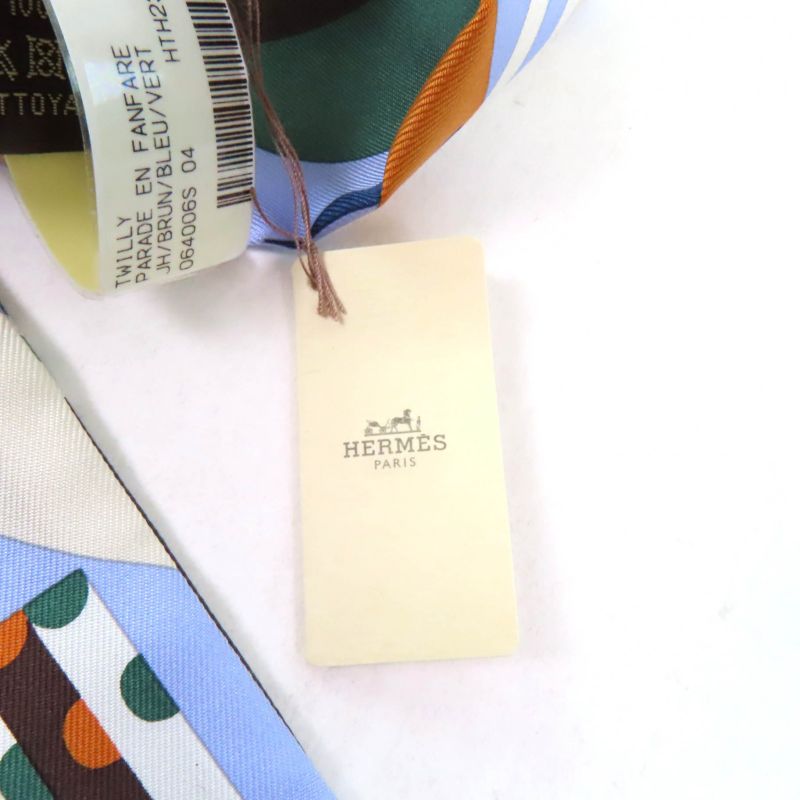 TWILLY
PARADE EN FANFARE
JH/BRUN/BLEU/VERT
064006S 04
HERMÈS
PARIS